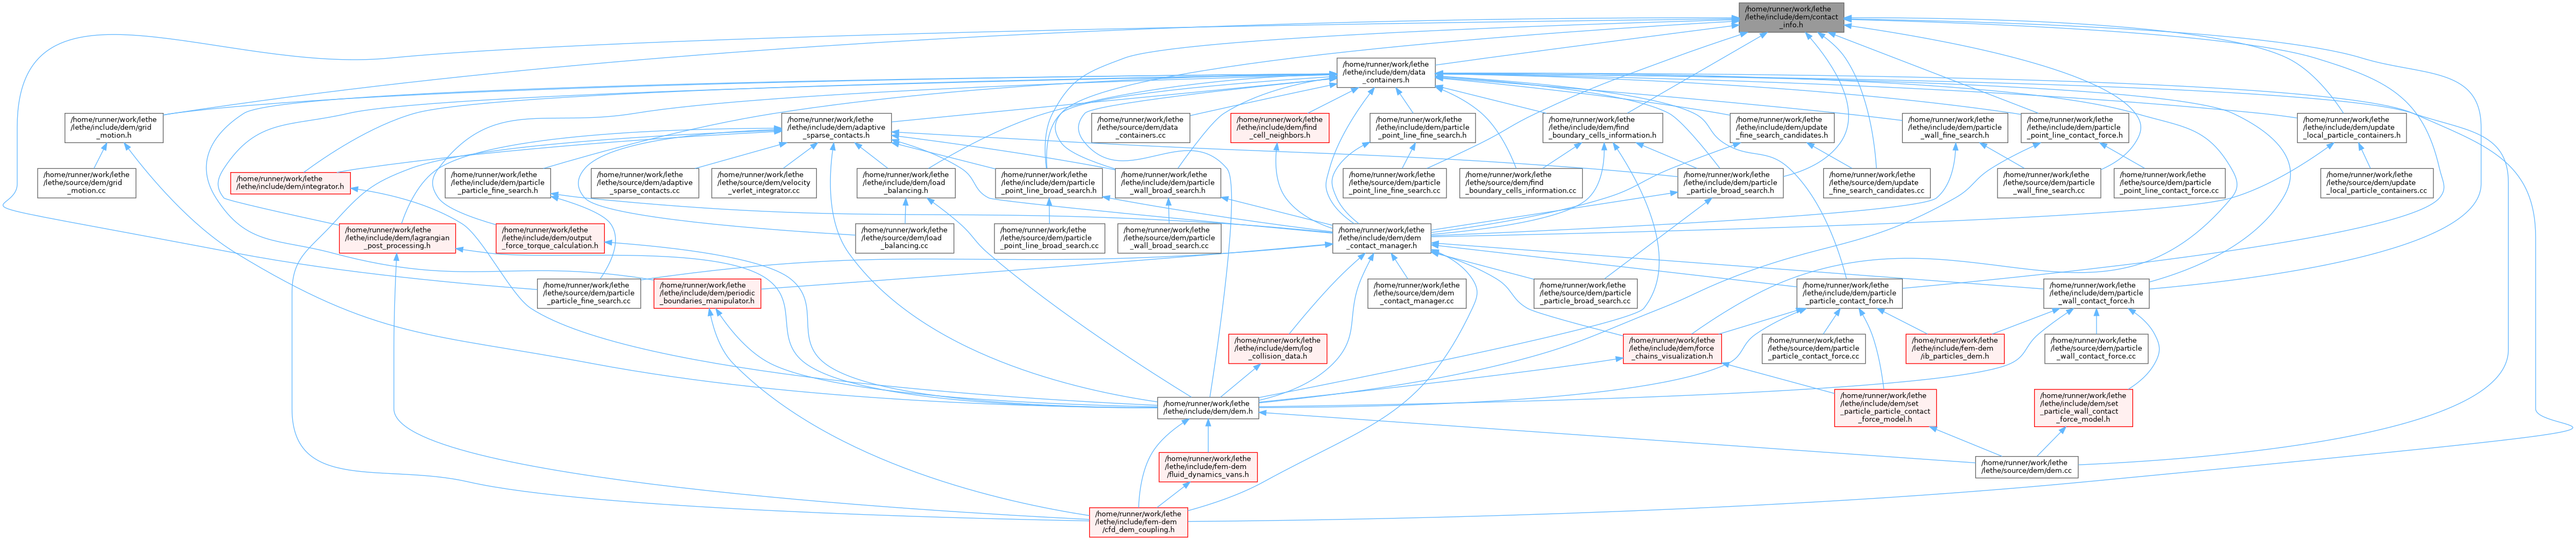 /home/runner/work/lethe
/lethe/include/dem/contact
_info.h
/home/runner/work/lethe
/lethe/include/dem/data
_containers.h
/home/runner/work/lethe
/lethe/include/dem/grid
_motion.h
/home/runner/work/lethe
/lethe/include/dem/adaptive
_sparse_contacts.h
/home/runner/work/lethe
/lethe/source/dem/data
_containers.cc
/home/runner/work/lethe
/lethe/include/dem/find
_cell_neighbors.h
/home/runner/work/lethe
/lethe/include/dem/particle
_point_line_fine_search.h
/home/runner/work/lethe
/lethe/include/dem/find
_boundary_cells_information.h
/home/runner/work/lethe
/lethe/include/dem/update
_fine_search_candidates.h
/home/runner/work/lethe
/lethe/include/dem/particle
_wall_fine_search.h
/home/runner/work/lethe
/lethe/include/dem/particle
_point_line_contact_force.h
/home/runner/work/lethe
/lethe/include/dem/update
_local_particle_containers.h
/home/runner/work/lethe
/lethe/source/dem/grid
_motion.cc
/home/runner/work/lethe
/lethe/include/dem/integrator.h
/home/runner/work/lethe
/lethe/include/dem/particle
_particle_fine_search.h
/home/runner/work/lethe
/lethe/source/dem/adaptive
_sparse_contacts.cc
/home/runner/work/lethe
/lethe/source/dem/velocity
_verlet_integrator.cc
/home/runner/work/lethe
/lethe/include/dem/load
_balancing.h
/home/runner/work/lethe
/lethe/include/dem/particle
_point_line_broad_search.h
/home/runner/work/lethe
/lethe/include/dem/particle
_wall_broad_search.h
/home/runner/work/lethe
/lethe/source/dem/particle
_point_line_fine_search.cc
/home/runner/work/lethe
/lethe/source/dem/find
_boundary_cells_information.cc
/home/runner/work/lethe
/lethe/include/dem/particle
_particle_broad_search.h
/home/runner/work/lethe
/lethe/source/dem/update
_fine_search_candidates.cc
/home/runner/work/lethe
/lethe/source/dem/particle
_wall_fine_search.cc
/home/runner/work/lethe
/lethe/source/dem/particle
_point_line_contact_force.cc
/home/runner/work/lethe
/lethe/source/dem/update
_local_particle_containers.cc
/home/runner/work/lethe
/lethe/include/dem/lagrangian
_post_processing.h
/home/runner/work/lethe
/lethe/include/dem/output
_force_torque_calculation.h
/home/runner/work/lethe
/lethe/source/dem/load
_balancing.cc
/home/runner/work/lethe
/lethe/source/dem/particle
_point_line_broad_search.cc
/home/runner/work/lethe
/lethe/source/dem/particle
_wall_broad_search.cc
/home/runner/work/lethe
/lethe/include/dem/dem
_contact_manager.h
/home/runner/work/lethe
/lethe/source/dem/particle
_particle_fine_search.cc
/home/runner/work/lethe
/lethe/include/dem/periodic
_boundaries_manipulator.h
/home/runner/work/lethe
/lethe/source/dem/dem
_contact_manager.cc
/home/runner/work/lethe
/lethe/source/dem/particle
_particle_broad_search.cc
/home/runner/work/lethe
/lethe/include/dem/particle
_particle_contact_force.h
/home/runner/work/lethe
/lethe/include/dem/particle
_wall_contact_force.h
/home/runner/work/lethe
/lethe/include/dem/log
_collision_data.h
/home/runner/work/lethe
/lethe/include/dem/force
_chains_visualization.h
/home/runner/work/lethe
/lethe/source/dem/particle
_particle_contact_force.cc
/home/runner/work/lethe
/lethe/include/fem-dem
/ib_particles_dem.h
/home/runner/work/lethe
/lethe/source/dem/particle
_wall_contact_force.cc
/home/runner/work/lethe
/lethe/include/dem/dem.h
/home/runner/work/lethe
/lethe/include/dem/set
_particle_particle_contact
_force_model.h
/home/runner/work/lethe
/lethe/include/dem/set
_particle_wall_contact
_force_model.h
/home/runner/work/lethe
/lethe/include/fem-dem
/fluid_dynamics_vans.h
/home/runner/work/lethe
/lethe/source/dem/dem.cc
/home/runner/work/lethe
/lethe/include/fem-dem
/cfd_dem_coupling.h